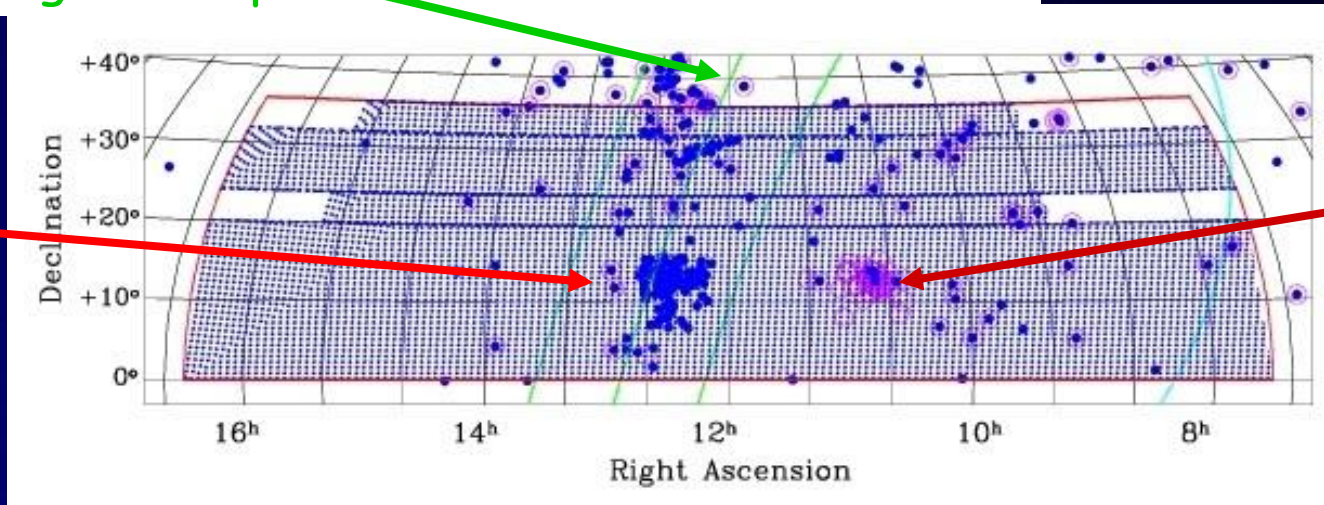 +40°
+30°
+20°
+10°
0°
Declination
16ʰ 14ʰ 12ʰ 10ʰ 8ʰ
Right Ascension